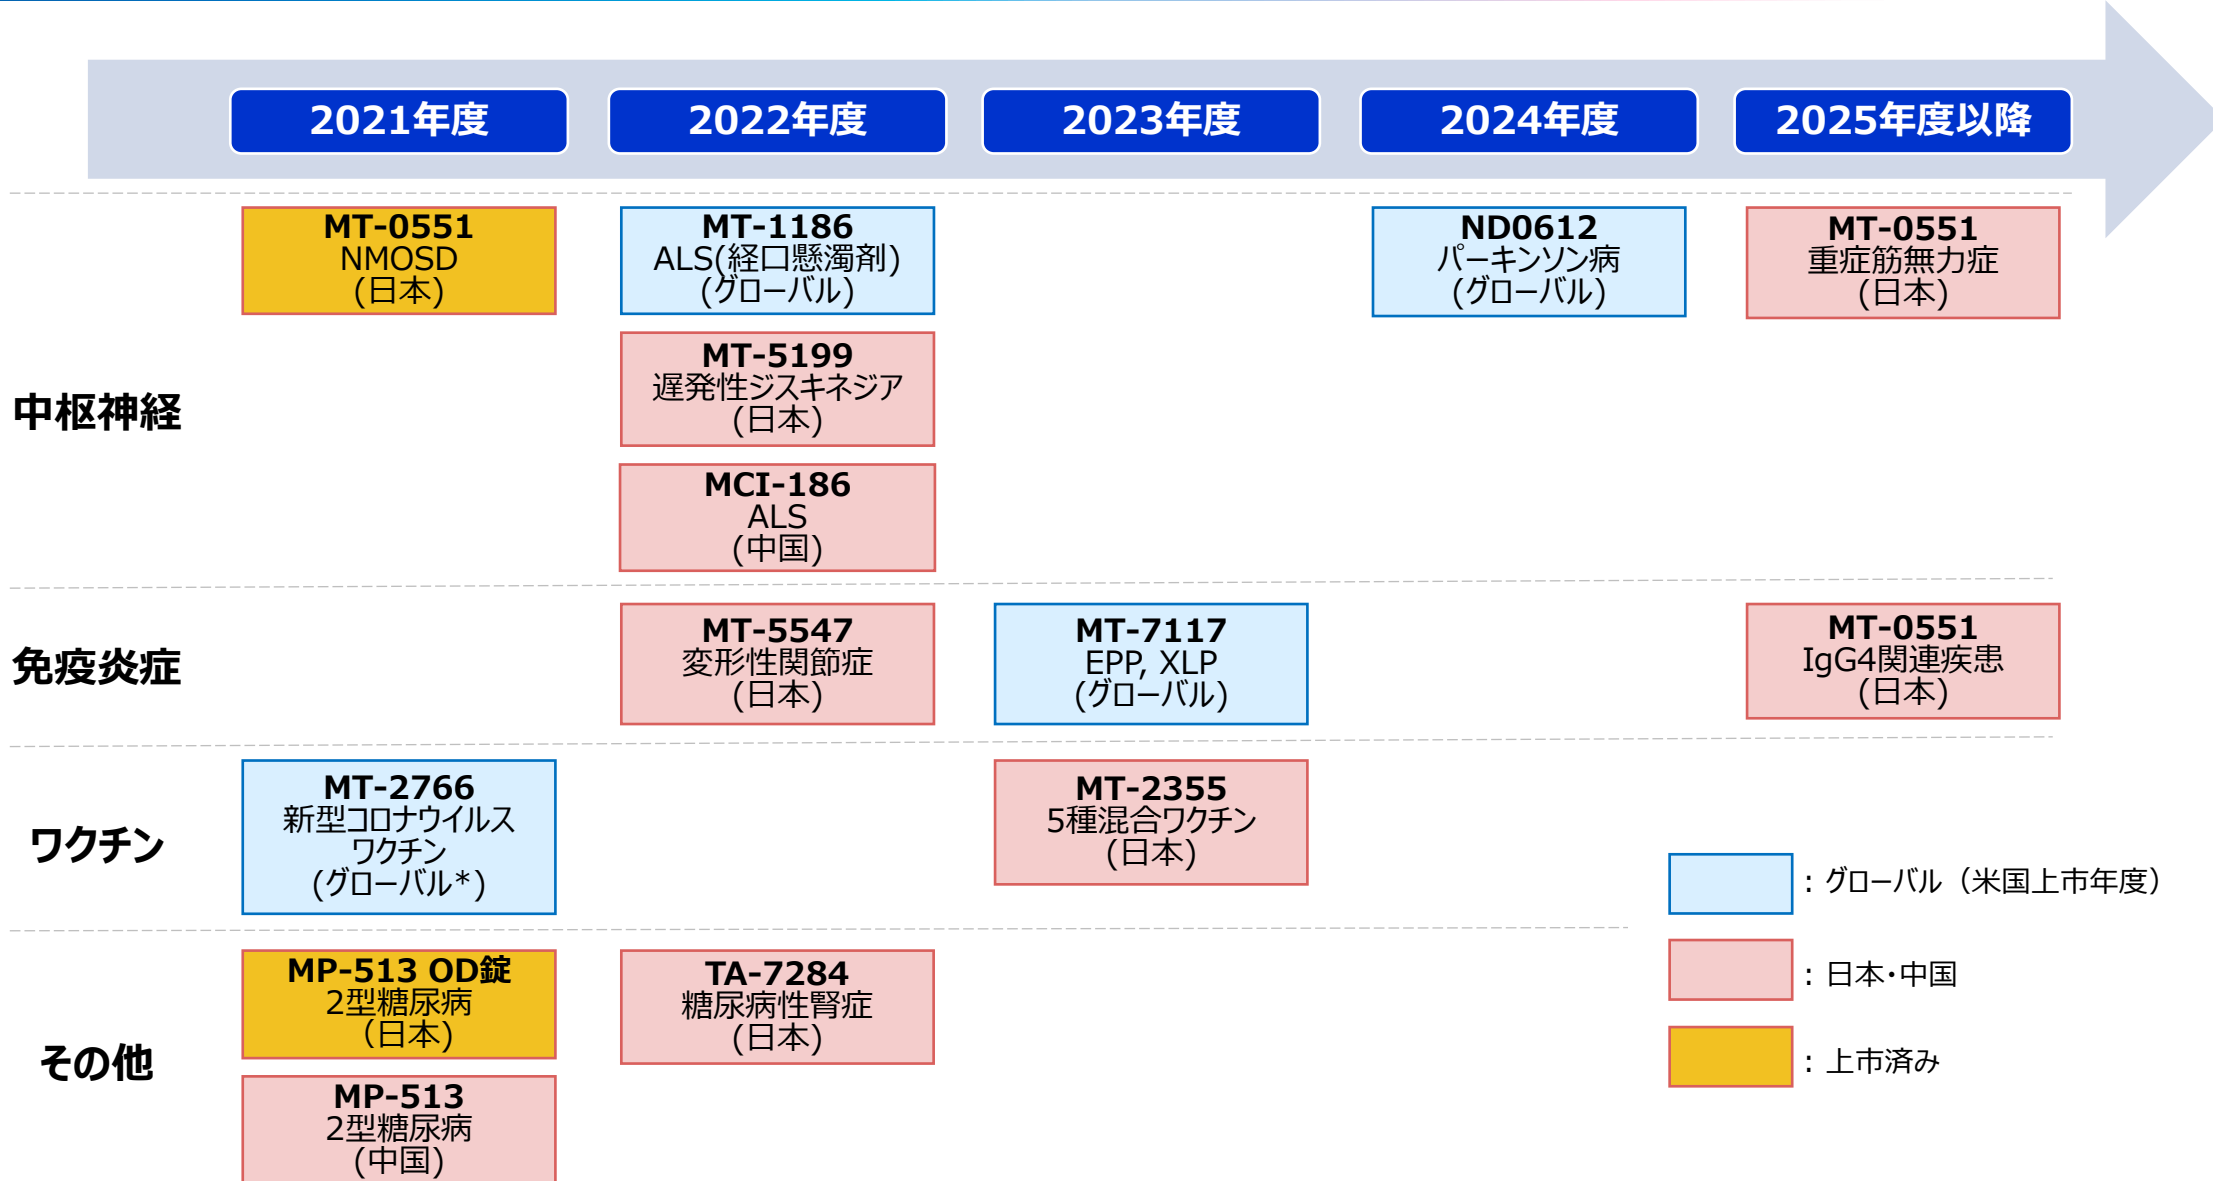 2021年度
2022年度
2023年度
2024年度
2025年度以降
中枢神経
MT-0551
NMOSD
(日本)
MT-1186
ALS(経口懸濁剤)
(グローバル)
MT-5199
遅発性ジスキネジア
(日本)
MCI-186
ALS
(中国)
ND0612
パーキンソン病
(グローバル)
MT-0551
重症筋無力症
(日本)
免疫炎症
MT-5547
変形性関節症
(日本)
MT-7117
EPP, XLP
(グローバル)
MT-0551
IgG4関連疾患
(日本)
ワクチン
MT-2766
新型コロナウイルス
ワクチン
(グローバル*)
MT-2355
5種混合ワクチン
(日本)
その他
MP-513 OD錠
2型糖尿病
（日本)
MP-513
2型糖尿病
(中国)
TA-7284
糖尿病性腎症
(日本)
: グローバル（米国上市年度）
: 日本・中国
: 上市済み